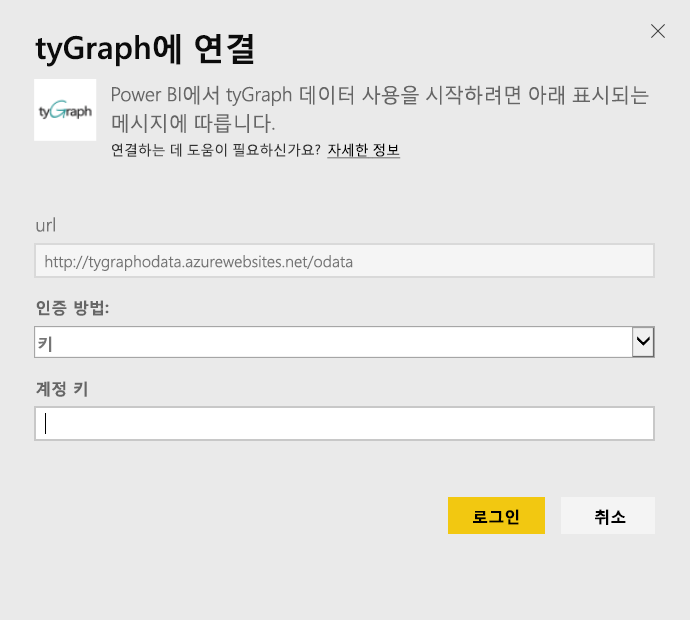 tyGraph에 연결
tyGraph
Power BI에서 tyGraph 데이터 사용을 시작하려면 아래 표시되는
메시지에 따릅니다.
연결하는 데 도움이 필요하신가요? 자세한 정보
url
http://tygraphodata.azurewebsites.net/odata
인증 방법:
키
계정 키
로그인 취소